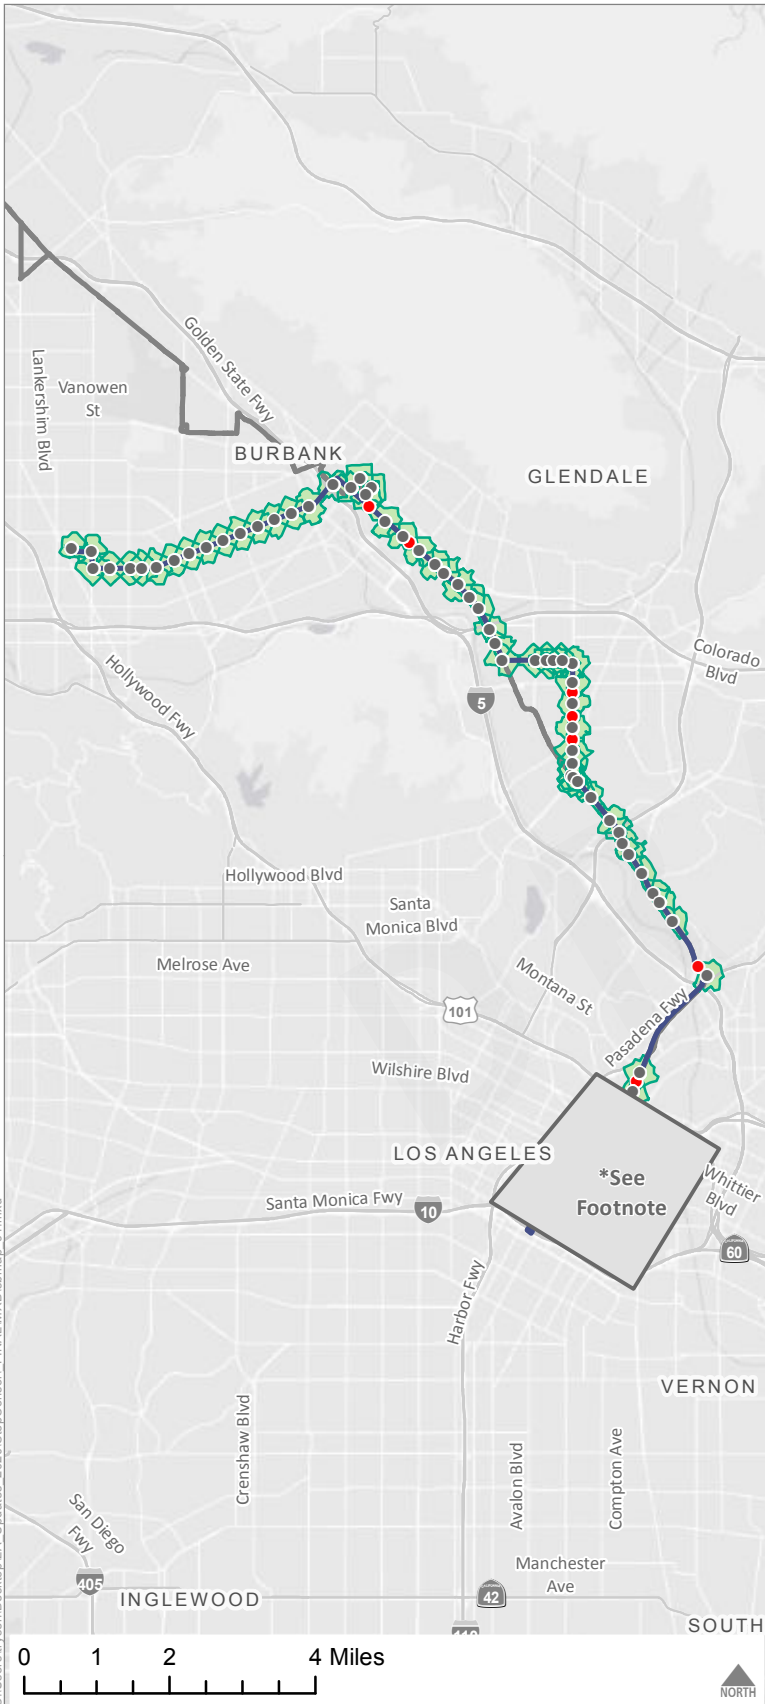 Golden State Fwy
Lankershim Blvd
Vanowen
St
BURBANK
GLENDALE
Colorado
Blvd
Hollywood Fwy
5
Hollywood Blvd
Santa
Monica Blvd
Melrose Ave
Montana St
101
Pasadena Fwy
Wilshire Blvd
LOS ANGELES
*See
Footnote
Whittier
Blvd
Santa Monica Fwy
10
60
Harbor Fwy
VERNON
Crenshaw Blvd
Avalon Blvd
Compton Ave
San Diego
Fwy
Manchester
Ave
405
INGLEWOOD
42
SOUTH
0 1 2 4 Miles
NORTH